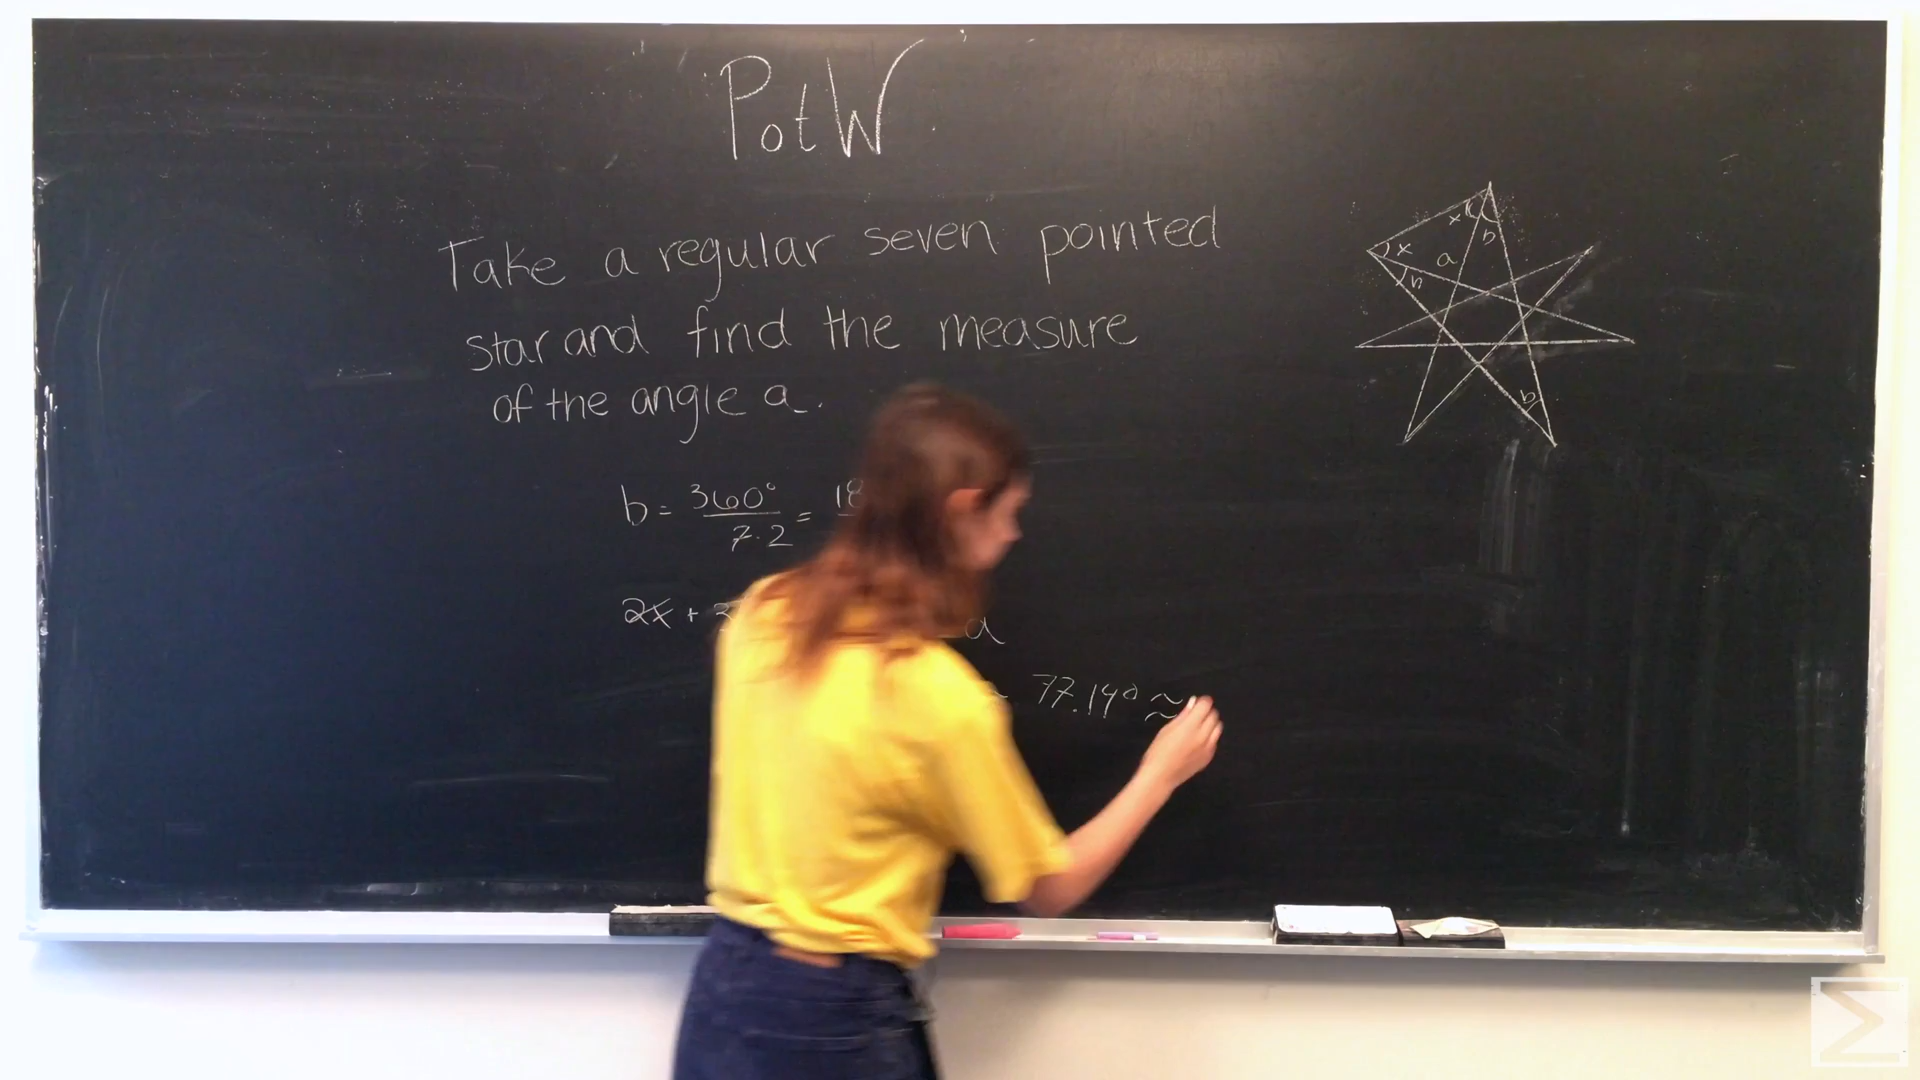 PotW
Take a regular seven pointed
star and find the measure
of the angle a.
b = 360° / 7·2 = 18
2x + 
a
77.14° ≈
x
x
a
b
n
b